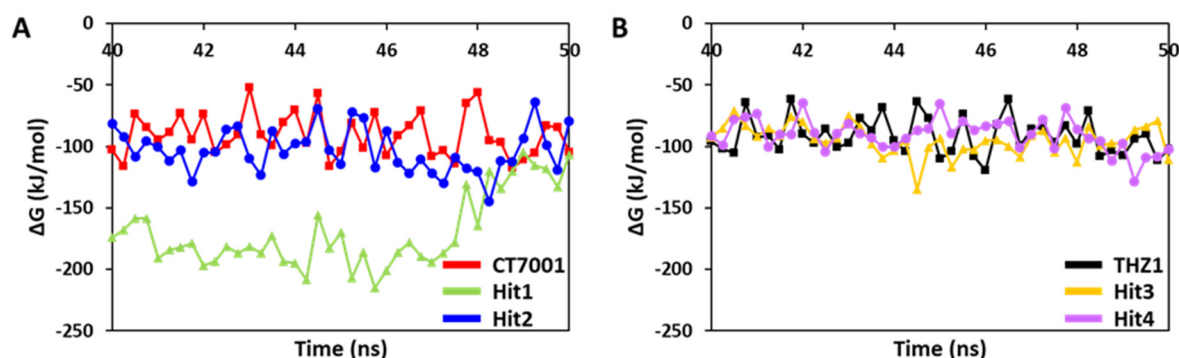 A
0
40 42 44 46 48 50
-50
-100
-150
-200
-250
ΔG (kJ/mol)
CT7001
Hit1
Hit2
Time (ns)
B
0
40 42 44 46 48 50
-50
-100
-150
-200
-250
ΔG (kJ/mol)
THZ1
Hit3
Hit4
Time (ns)